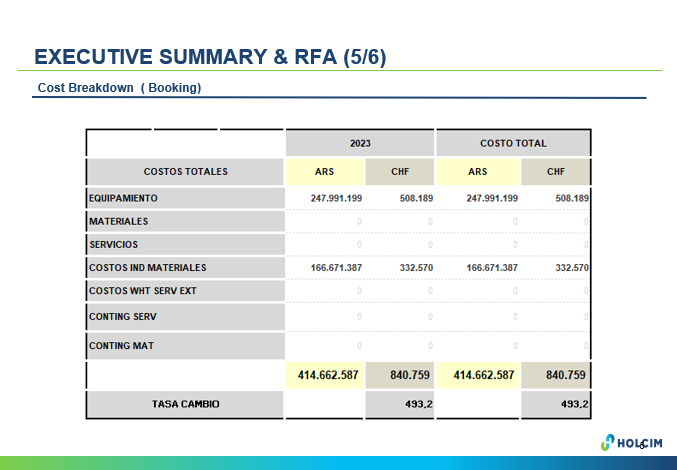 EXECUTIVE SUMMARY & RFA (5/6)
Cost Breakdown ( Booking)
2023 COSTO TOTAL
COSTOS TOTALES ARS CHF ARS CHF
EQUIPAMIENTO 247.991.199 508.189 247.991.199 508.189
MATERIALES 0 0 0 0
SERVICIOS 0 0 0 0
COSTOS IND MATERIALES 166.671.387 332.570 166.671.387 332.570
COSTOS WHT SERV EXT 0 0 0 0
CONTING SERV 0 0 0 0
CONTING MAT 0 0 0 0
414.662.587 840.759 414.662.587 840.759
TASA CAMBIO 493,2 493,2
HOLCIM